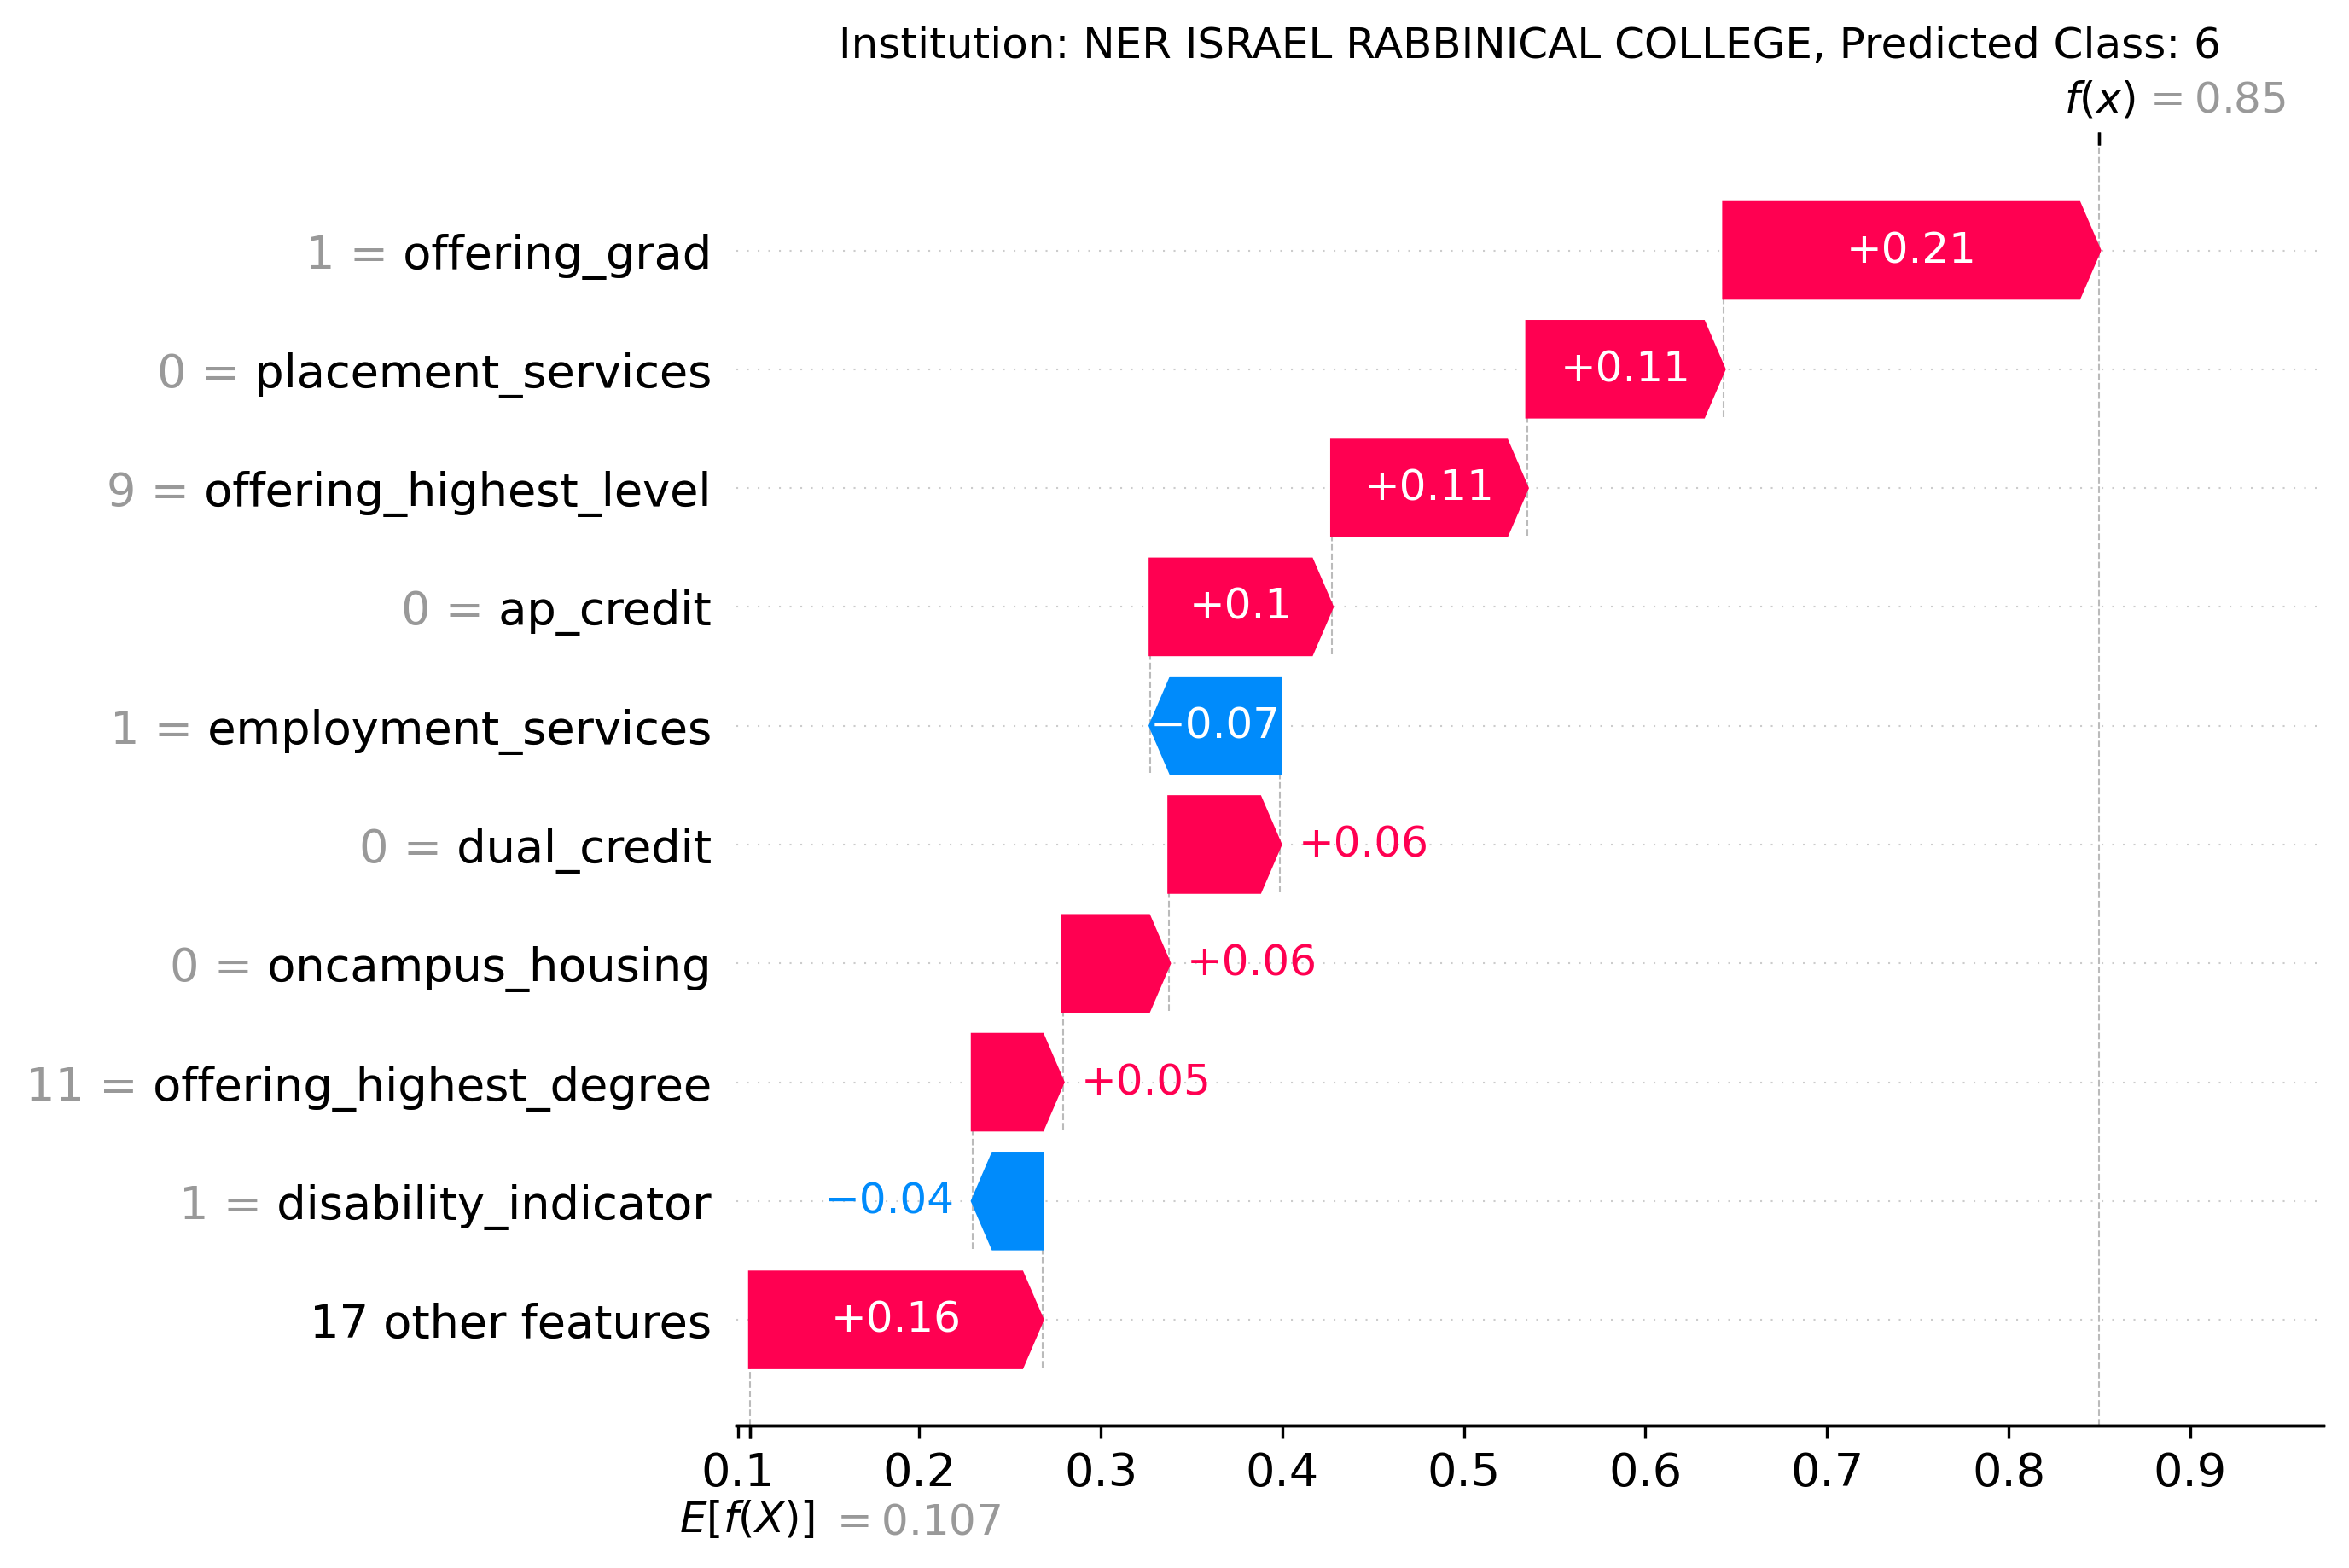 Institution: NER ISRAEL RABBINICAL COLLEGE, Predicted Class: 6
f(x) = 0.85
1 = offering_grad +0.21
0 = placement_services +0.11
9 = offering_highest_level +0.11
0 = ap_credit +0.1
1 = employment_services −0.07
0 = dual_credit +0.06
0 = oncampus_housing +0.06
11 = offering_highest_degree +0.05
1 = disability_indicator −0.04
17 other features +0.16
0.1 0.2 0.3 0.4 0.5 0.6 0.7 0.8 0.9
E[f(X)] = 0.107